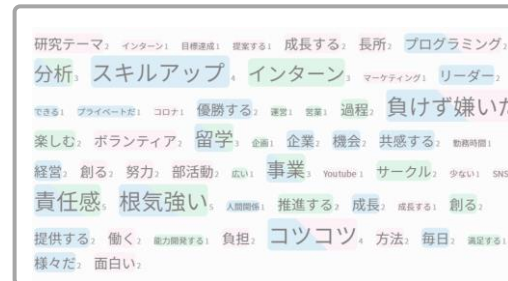 研究テーマ2 インターン1 目標達成1 提案する1 成長する2 長所2 プログラミング2
分析3 スキルアップ4 インターン3 マーケティング1 リーダー2
できる1 プライベートだ1 コロナ1 優勝する2 運営1 営業1 過程2 負けず嫌いだ
楽しむ2 ボランティア2 留学3 企画1 企業2 機会2 共感する2 勤務時間1
経営2 創る2 努力2 部活動2 広い1 事業3 Youtube1 サークル2 少ない1 SNS
責任感5 根気強い5 人間関係1 推進する2 成長2 成長する1 創る2
提供する2 働く2 能力開発する1 負担2 コツコツ4 方法2 毎日2 満足する1
様々だ2 面白い2